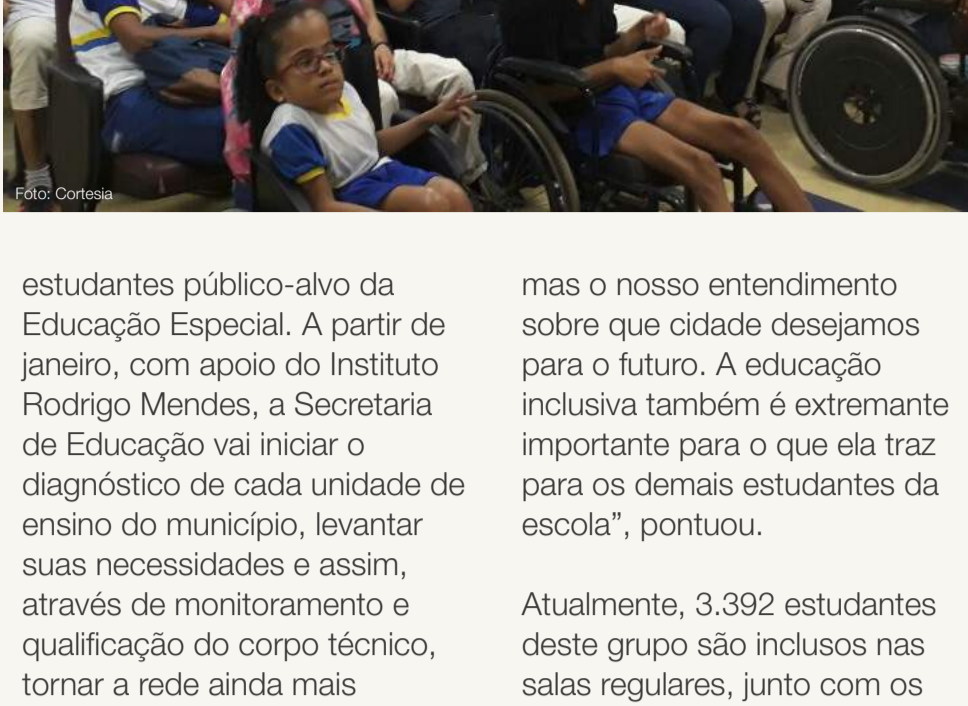 Foto: Cortesia
estudantes público-alvo da
Educação Especial. A partir de
janeiro, com apoio do Instituto
Rodrigo Mendes, a Secretaria
de Educação vai iniciar o
diagnóstico de cada unidade de
ensino do município, levantar
suas necessidades e assim,
através de monitoramento e
qualificação do corpo técnico,
tornar a rede ainda mais
mas o nosso entendimento
sobre que cidade desejamos
para o futuro. A educação
inclusiva também é extremante
importante para o que ela traz
para os demais estudantes da
escola”, pontuou.
Atualmente, 3.392 estudantes
deste grupo são inclusos nas
salas regulares, junto com os